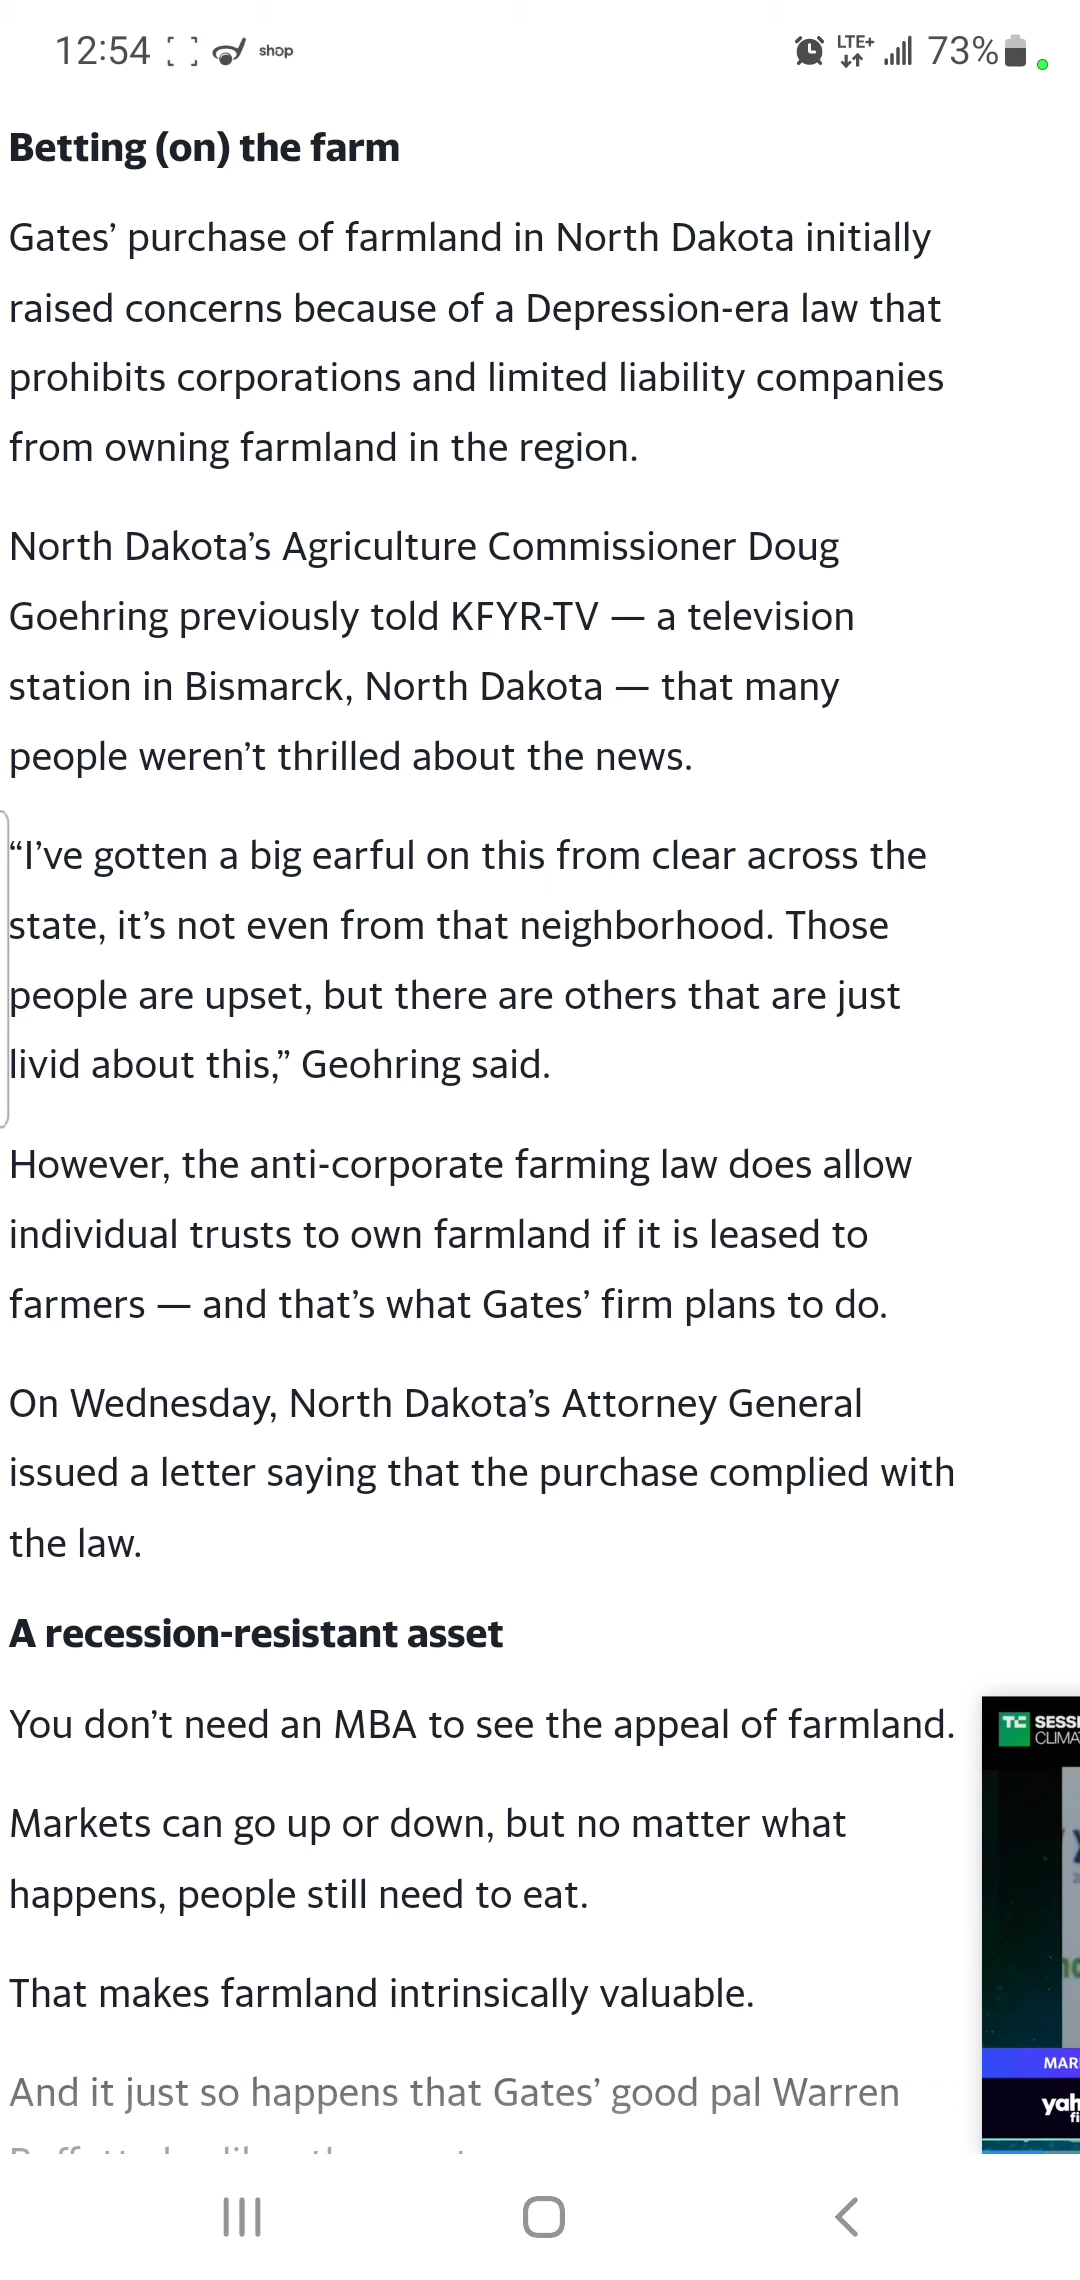 12:54 shop LTE+ 73%
Betting (on) the farm
Gates’ purchase of farmland in North Dakota initially
raised concerns because of a Depression-era law that
prohibits corporations and limited liability companies
from owning farmland in the region.
North Dakota’s Agriculture Commissioner Doug
Goehring previously told KFYR-TV — a television
station in Bismarck, North Dakota — that many
people weren’t thrilled about the news.
“I’ve gotten a big earful on this from clear across the
state, it’s not even from that neighborhood. Those
people are upset, but there are others that are just
livid about this,” Geohring said.
However, the anti-corporate farming law does allow
individual trusts to own farmland if it is leased to
farmers — and that’s what Gates’ firm plans to do.
On Wednesday, North Dakota’s Attorney General
issued a letter saying that the purchase complied with
the law.
A recession-resistant asset
You don’t need an MBA to see the appeal of farmland.
TC SESSI
CLIMA
Markets can go up or down, but no matter what
happens, people still need to eat.
That makes farmland intrinsically valuable.
MAR
And it just so happens that Gates’ good pal Warren
yah
fi